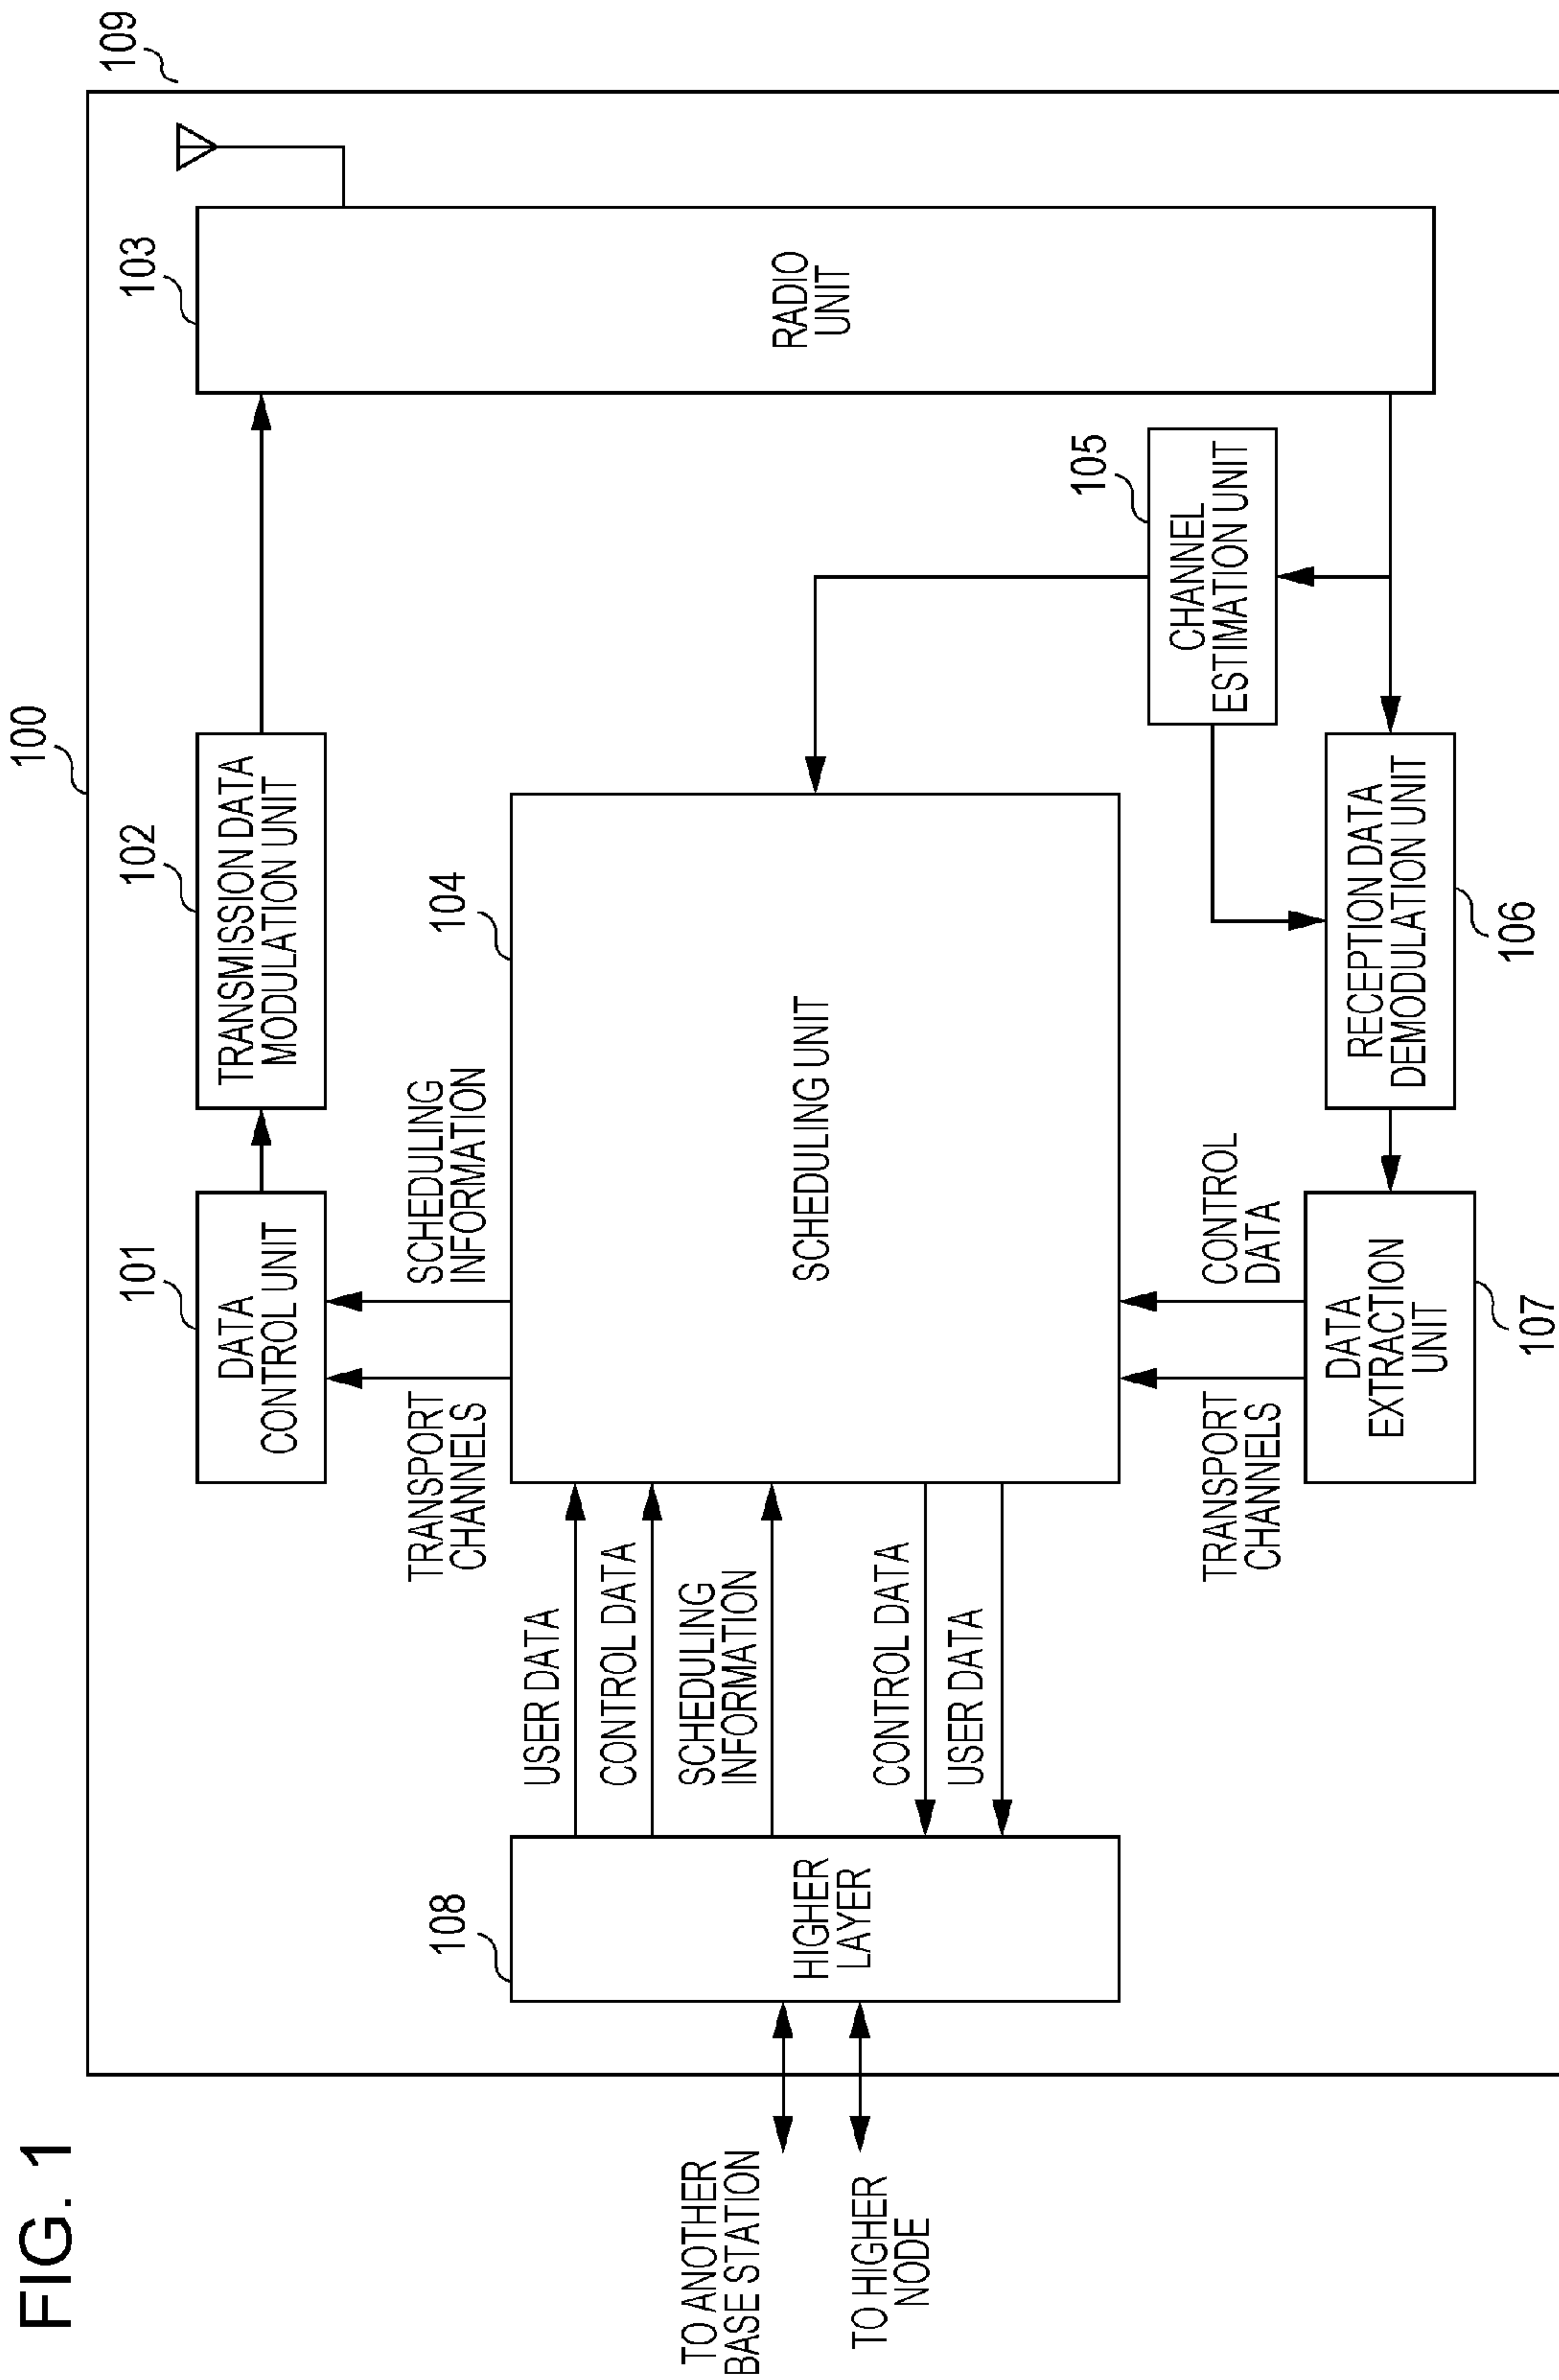 FIG. 1
100
109
101
DATA
CONTROL UNIT
102
TRANSMISSION DATA
MODULATION UNIT
103
RADIO
UNIT
TRANSPORT
CHANNELS
SCHEDULING
INFORMATION
108
HIGHER
LAYER
USER DATA
CONTROL DATA
SCHEDULING
INFORMATION
CONTROL DATA
USER DATA
104
SCHEDULING UNIT
TO ANOTHER
BASE STATION
TO HIGHER
NODE
105
CHANNEL
ESTIMATION UNIT
TRANSPORT
CHANNELS
CONTROL
DATA
DATA
EXTRACTION
UNIT
107
RECEPTION DATA
DEMODULATION UNIT
106